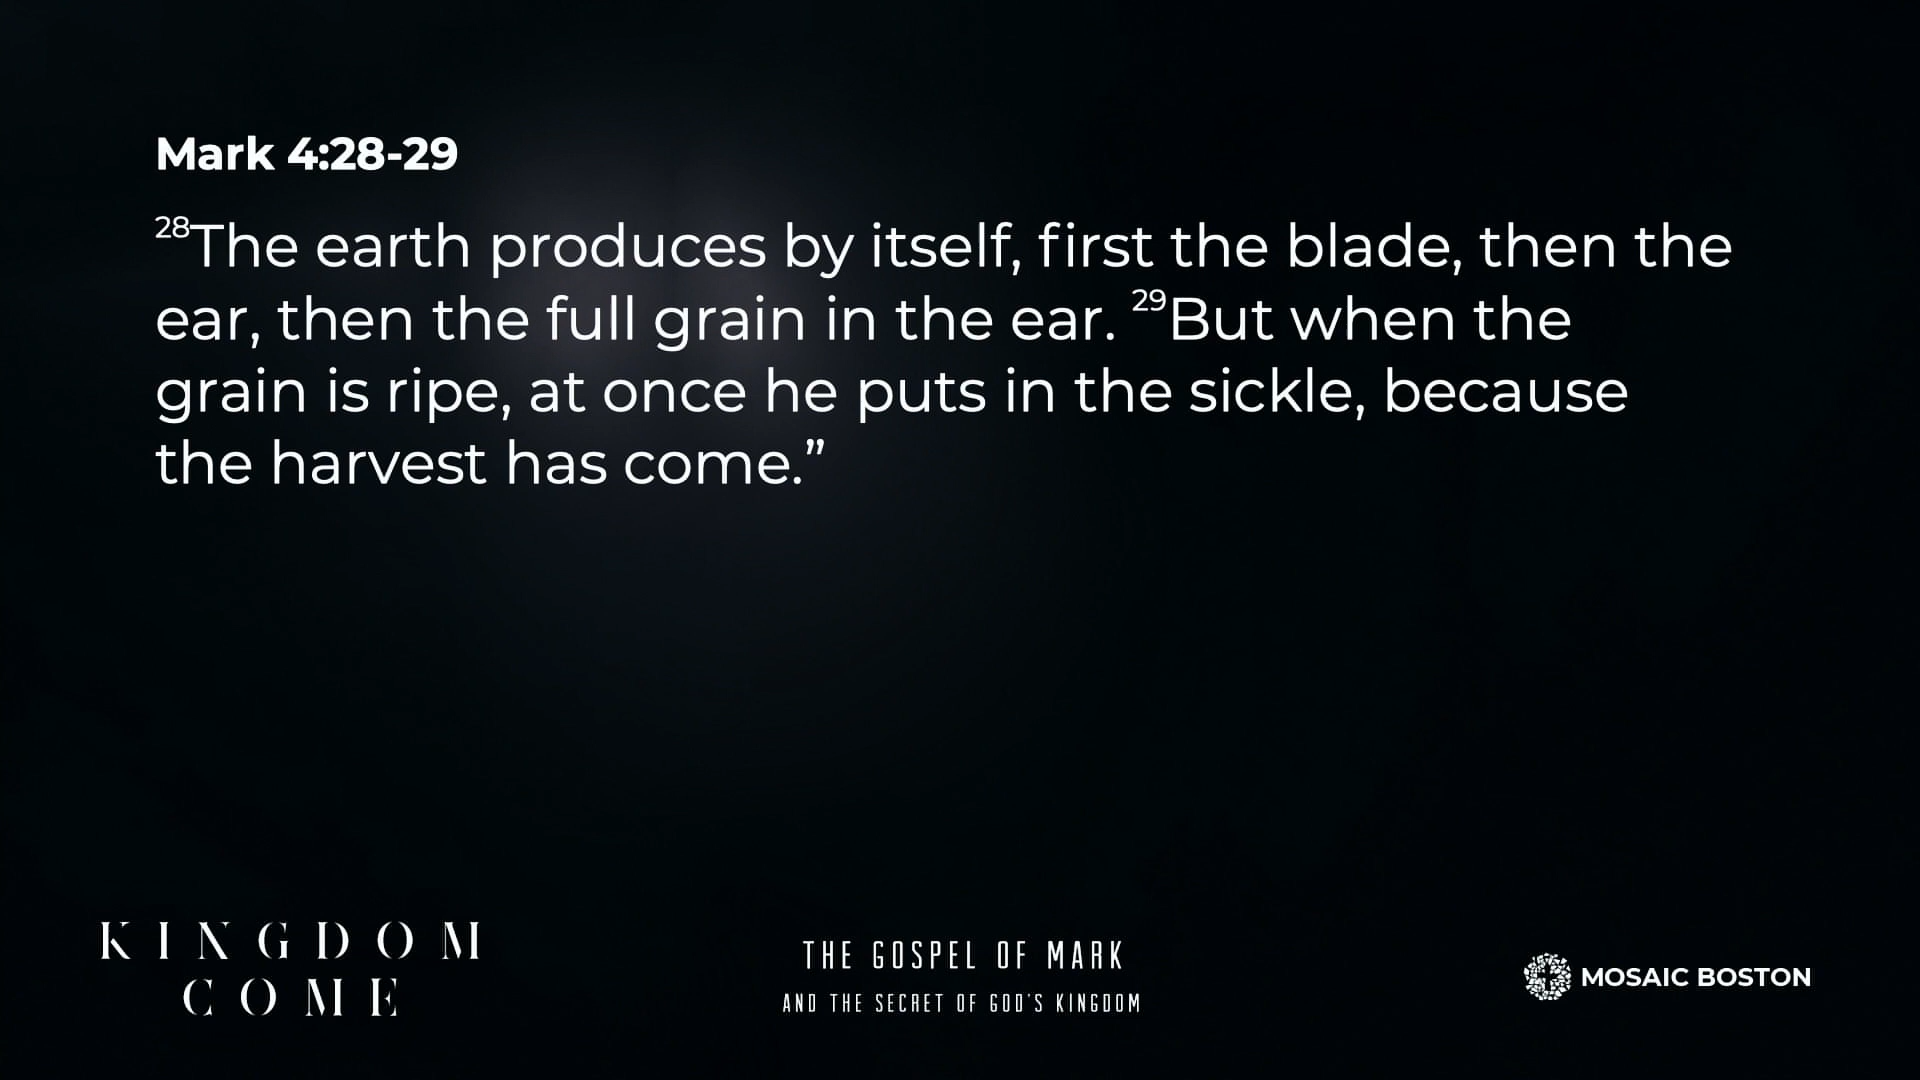 Mark 4:28-29
28The earth produces by itself, first the blade, then the
ear, then the full grain in the ear. 29But when the
grain is ripe, at once he puts in the sickle, because
the harvest has come.”
KINGDOM
COME
THE GOSPEL OF MARK
AND THE SECRET OF GOD'S KINGDOM
MOSAIC BOSTON